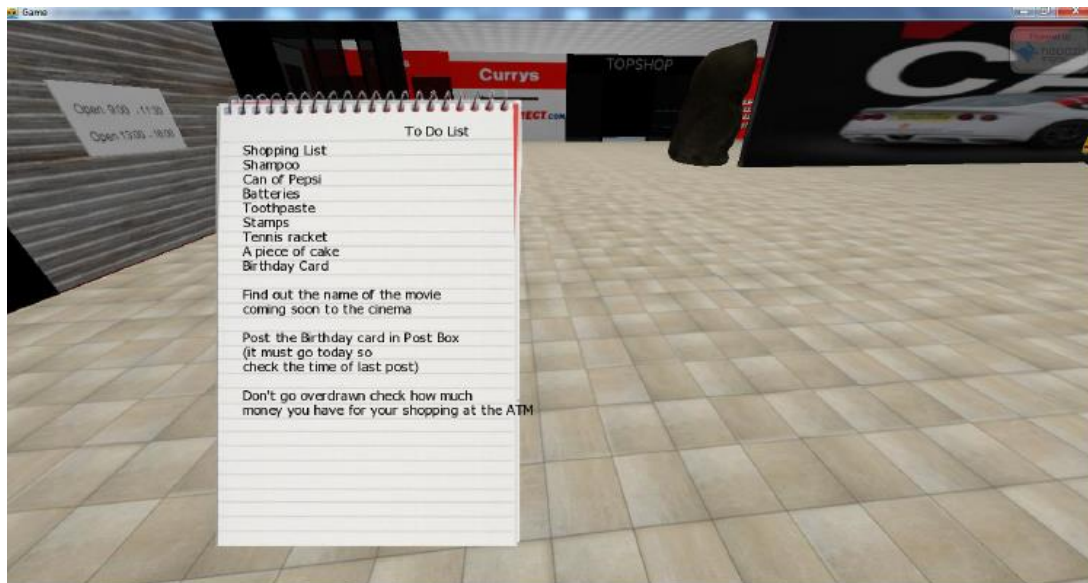 Game
Open 9:00 - 11:30
Open 13:00 - 16:00
Currys
TOPSHOP
CA
Powered by
To Do List
Shopping List
Shampoo
Can of Pepsi
Batteries
Toothpaste
Stamps
Tennis racket
A piece of cake
Birthday Card
Find out the name of the movie
coming soon to the cinema
Post the Birthday card in Post Box
(it must go today so
check the time of last post)
Don't go overdrawn check how much
money you have for your shopping at the ATM